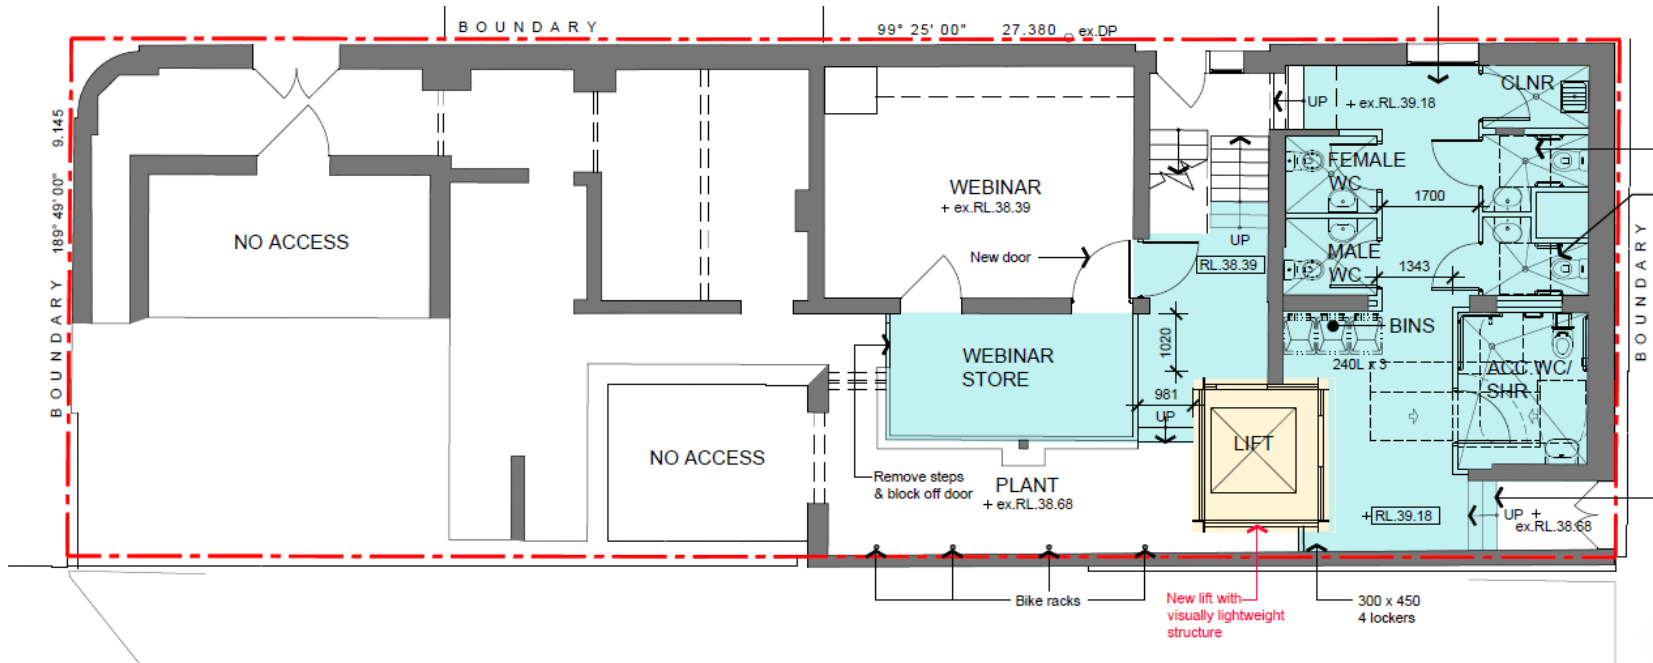 BOUNDARY
99° 25' 00" 27.380 ex.DP
9.145
189° 49' 00"
BOUNDARY
BOUNDARY
CLNR
UP
+ ex.RL.39.18
FEMALE
WC
1700
MALE
WC
1343
WEBINAR
+ ex.RL.38.39
NO ACCESS
New door
UP
RL.38.39
BINS
240L x 3
1020
WEBINAR
STORE
ACC.WC/
SHR
981
UP
LIFT
NO ACCESS
Remove steps
& block off door
PLANT
+ ex.RL.38.68
+ RL.39.18
UP +
ex.RL.38.68
Bike racks
New lift with
visually lightweight
structure
300 x 450
4 lockers